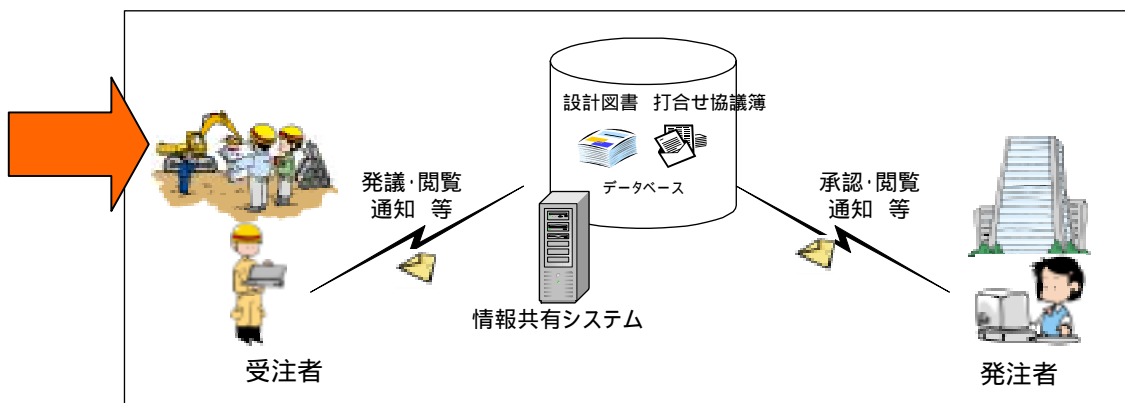 設計図書 打合せ協議簿
データベース
発議・閲覧
通知 等
承認・閲覧
通知 等
情報共有システム
受注者
発注者